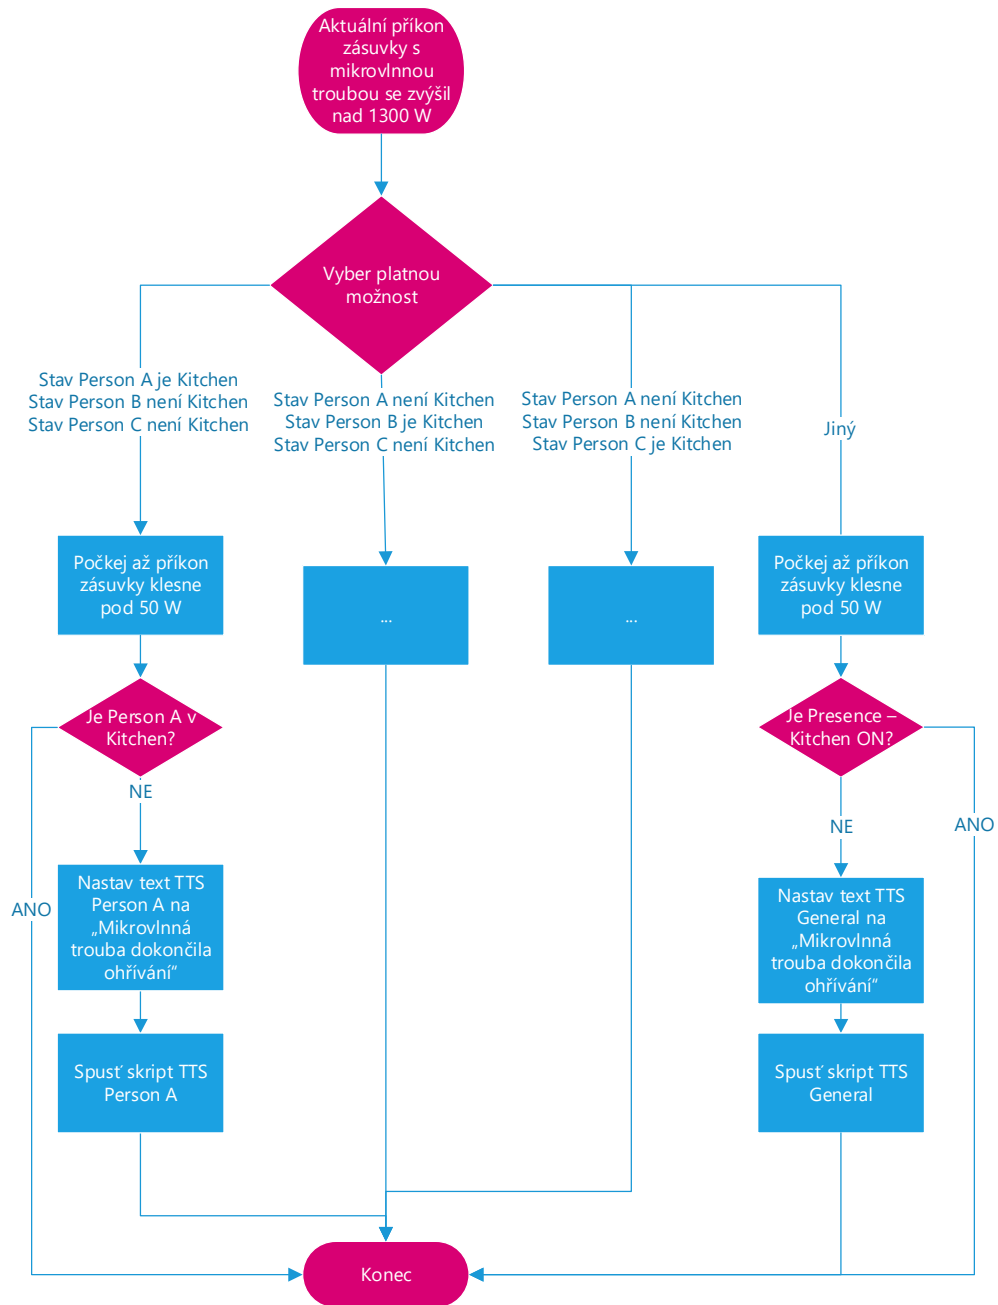 Aktuální příkon
zásuvky s
mikrovlnnou
troubou se zvýšil
nad 1300 W
Vyber platnou
možnost
Stav Person A je Kitchen
Stav Person B není Kitchen
Stav Person C není Kitchen
Stav Person A není Kitchen
Stav Person B je Kitchen
Stav Person C není Kitchen
Stav Person A není Kitchen
Stav Person B není Kitchen
Stav Person C je Kitchen
Jiný
Počkej až příkon
zásuvky klesne
pod 50 W
...
...
Počkej až příkon
zásuvky klesne
pod 50 W
Je Person A v
Kitchen?
Je Presence –
Kitchen ON?
NE
NE
ANO
ANO
Nastav text TTS
Person A na
„Mikrovlnná
trouba dokončila
ohřívání“
Nastav text TTS
General na
„Mikrovlnná
trouba dokončila
ohřívání“
Spusť skript TTS
Person A
Spusť skript TTS
General
Konec